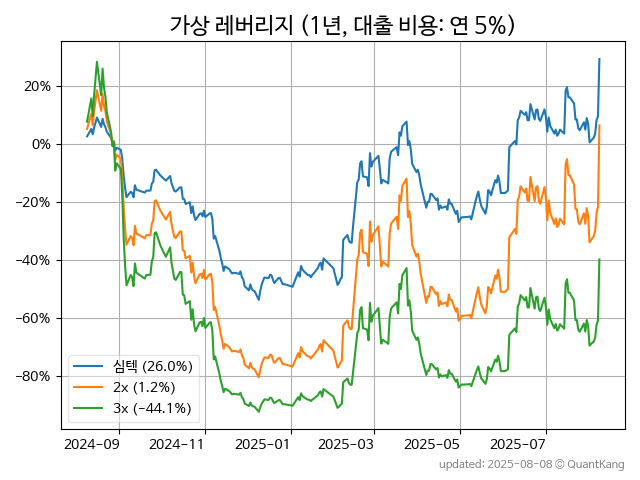 가상 레버리지 (1년, 대출 비용: 연 5%)
20%
0%
−20%
−40%
−60%
−80%
심텍 (26.0%)
2x (1.2%)
3x (-44.1%)
2024-09 2024-11 2025-01 2025-03 2025-05 2025-07
updated: 2025-08-08 © QuantKang